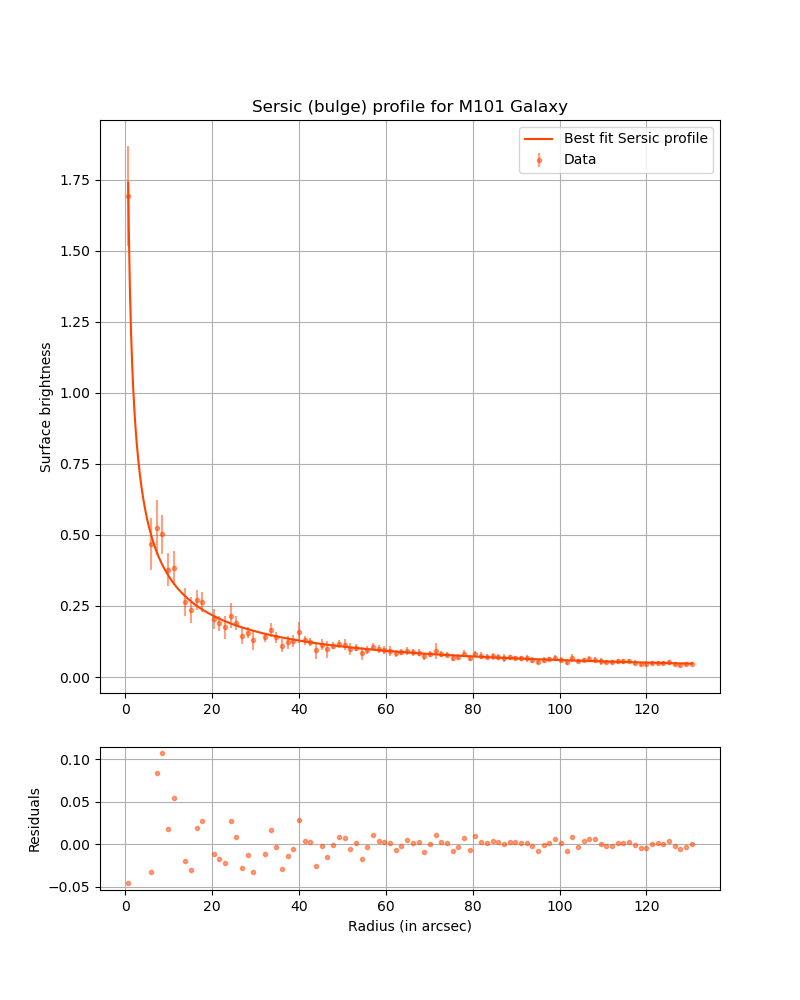 Sersic (bulge) profile for M101 Galaxy
Best fit Sersic profile
Data
Surface brightness
1.75
1.50
1.25
1.00
0.75
0.50
0.25
0.00
0 20 40 60 80 100 120
Residuals
0.10
0.05
0.00
−0.05
0 20 40 60 80 100 120
Radius (in arcsec)